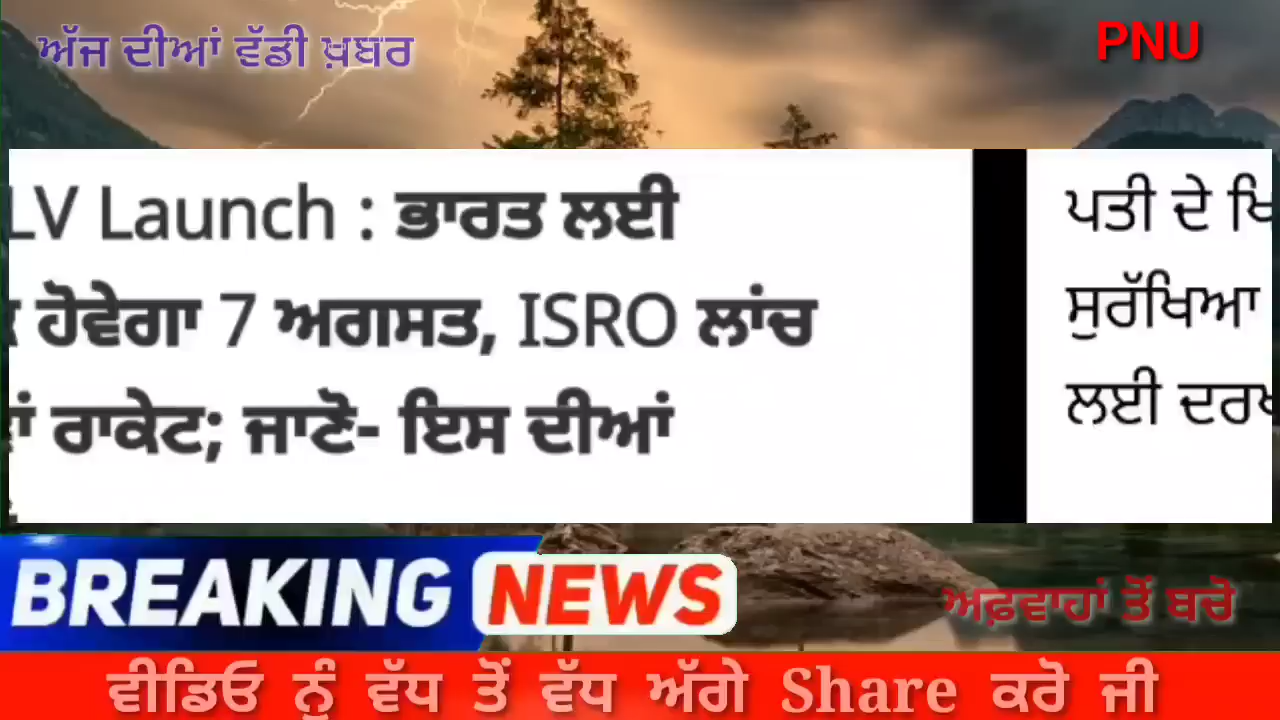 ਅੱਜ ਦੀਆਂ ਵੱਡੀ ਖ਼ਬਰ
PNU
LV Launch : ਭਾਰਤ ਲਈ
ਹੋਵੇਗਾ 7 ਅਗਸਤ, ISRO ਲਾਂਚ
ਰਾਕੇਟ; ਜਾਣੋ- ਇਸ ਦੀਆਂ
ਪਤੀ ਦੇ
ਸੁਰੱਖਿਆ
ਲਈ
BREAKING NEWS
ਅਫ਼ਵਾਹਾਂ ਤੋਂ ਬਚੋ
ਵੀਡਿਓ ਨੂੰ ਵੱਧ ਤੋਂ ਵੱਧ ਅੱਗੇ Share ਕਰੋ ਜੀ